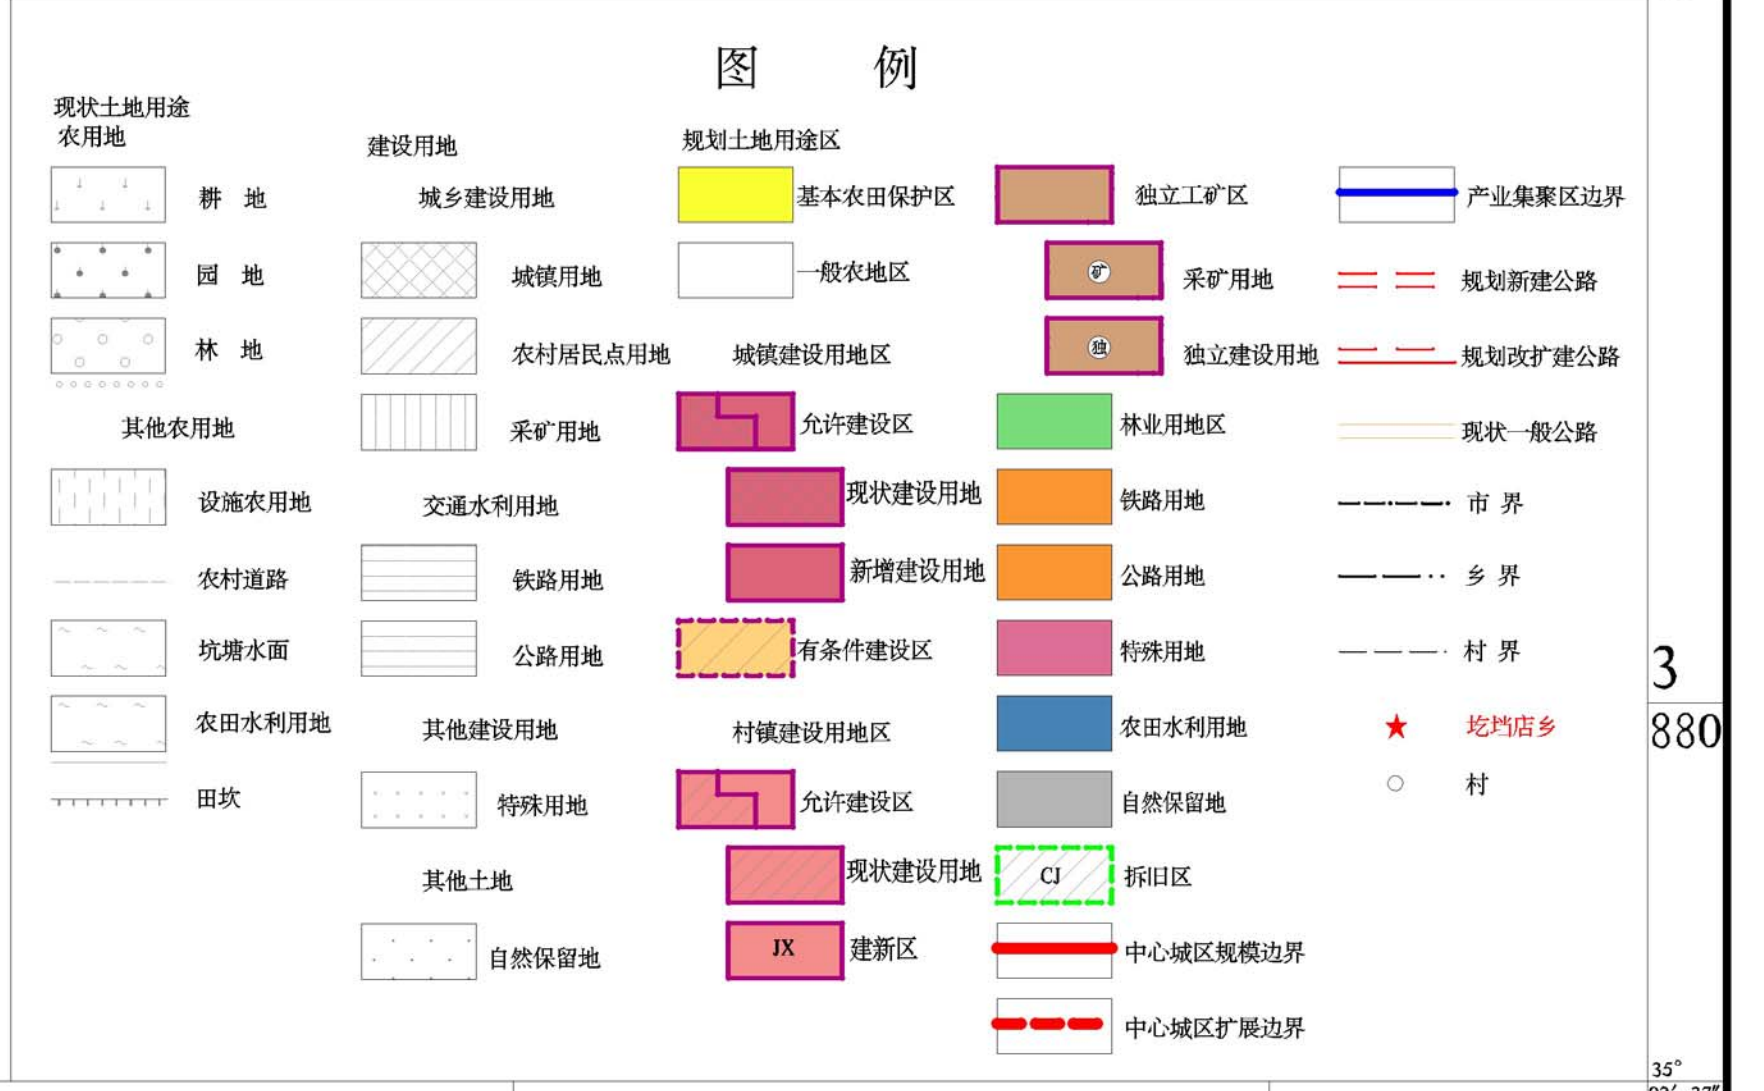 图 例
现状土地用途
农用地
耕 地
园 地
林 地
其他农用地
设施农用地
农村道路
坑塘水面
农田水利用地
田坎
建设用地
城乡建设用地
城镇用地
农村居民点用地
采矿用地
交通水利用地
铁路用地
公路用地
其他建设用地
特殊用地
其他土地
自然保留地
规划土地用途区
基本农田保护区
一般农地区
城镇建设用地区
允许建设区
现状建设用地
新增建设用地
有条件建设区
村镇建设用地区
允许建设区
现状建设用地
JX 建新区
独立工矿区
矿 采矿用地
独 独立建设用地
林业用地区
铁路用地
公路用地
特殊用地
农田水利用地
自然保留地
CJ 拆旧区
中心城区规模边界
中心城区扩展边界
产业集聚区边界
规划新建公路
规划改扩建公路
现状一般公路
市 界
乡 界
村 界
圪垱店乡
村
3
880
35°